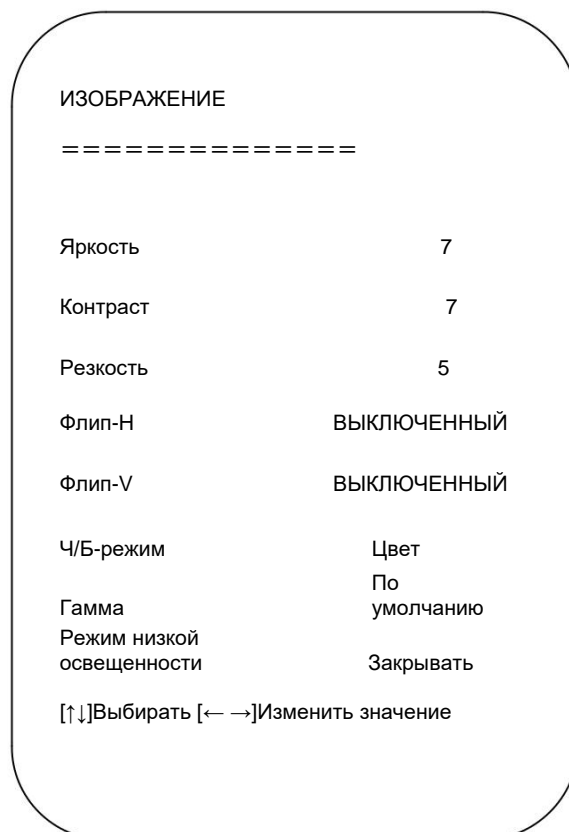 ИЗОБРАЖЕНИЕ
==============
Яркость 7
Контраст 7
Резкость 5
Флип-H ВЫКЛЮЧЕННЫЙ
Флип-V ВЫКЛЮЧЕННЫЙ
Ч/Б-режим Цвет
По
Гамма умолчанию
Режим низкой
освещенности Закрывать
[↑↓]Выбирать [← →]Изменить значение